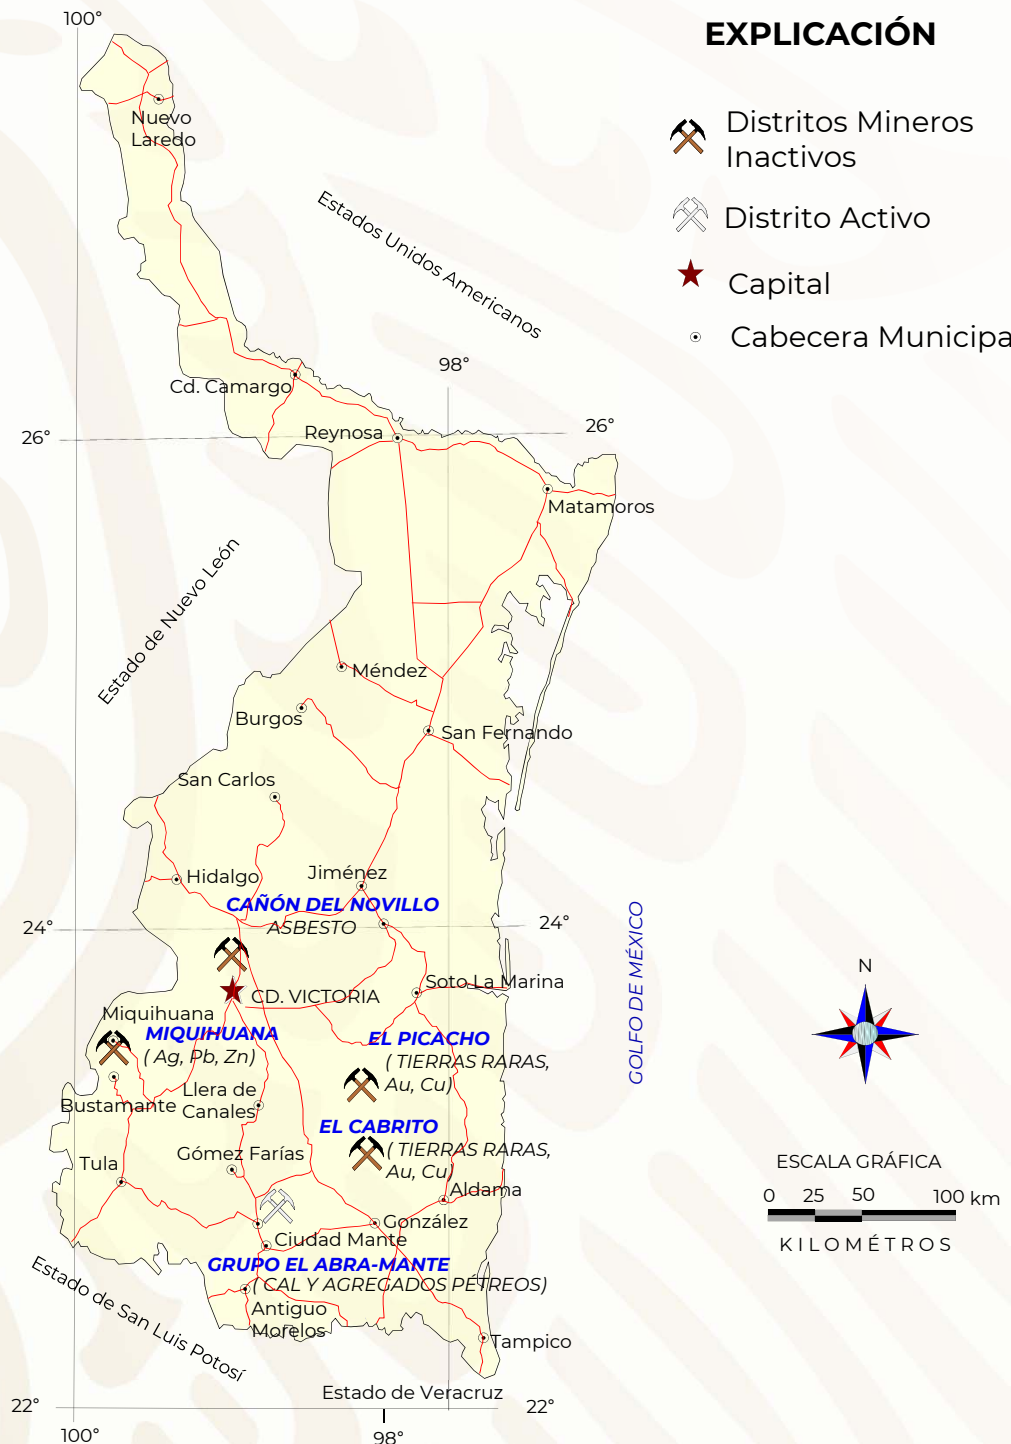 100°
EXPLICACIÓN
Distritos Mineros
Inactivos
Distrito Activo
Capital
Cabecera Municipa
Nuevo
Laredo
Estados Unidos Americanos
98°
Cd. Camargo
26°
Reynosa
26°
Matamoros
Estado de Nuevo León
Méndez
Burgos
San Fernando
San Carlos
Hidalgo
Jiménez
CAÑÓN DEL NOVILLO
ASBESTO
24°
24°
GOLFO DE MÉXICO
N
Soto La Marina
CD. VICTORIA
Miquihuana
MIQUIHUANA
( Ag, Pb, Zn)
EL PICACHO
( TIERRAS RARAS,
Au, Cu)
Bustamante
Llera de
Canales
EL CABRITO
( TIERRAS RARAS,
Au, Cu)
Gómez Farías
Tula
Aldama
González
Ciudad Mante
GRUPO EL ABRA-MANTE
( CAL Y AGREGADOS PÉTREOS)
Antiguo
Morelos
Tampico
Estado de San Luis Potosí
Estado de Veracruz
22°
22°
100°
98°
ESCALA GRÁFICA
0 25 50 100 km
KILOMÉTROS